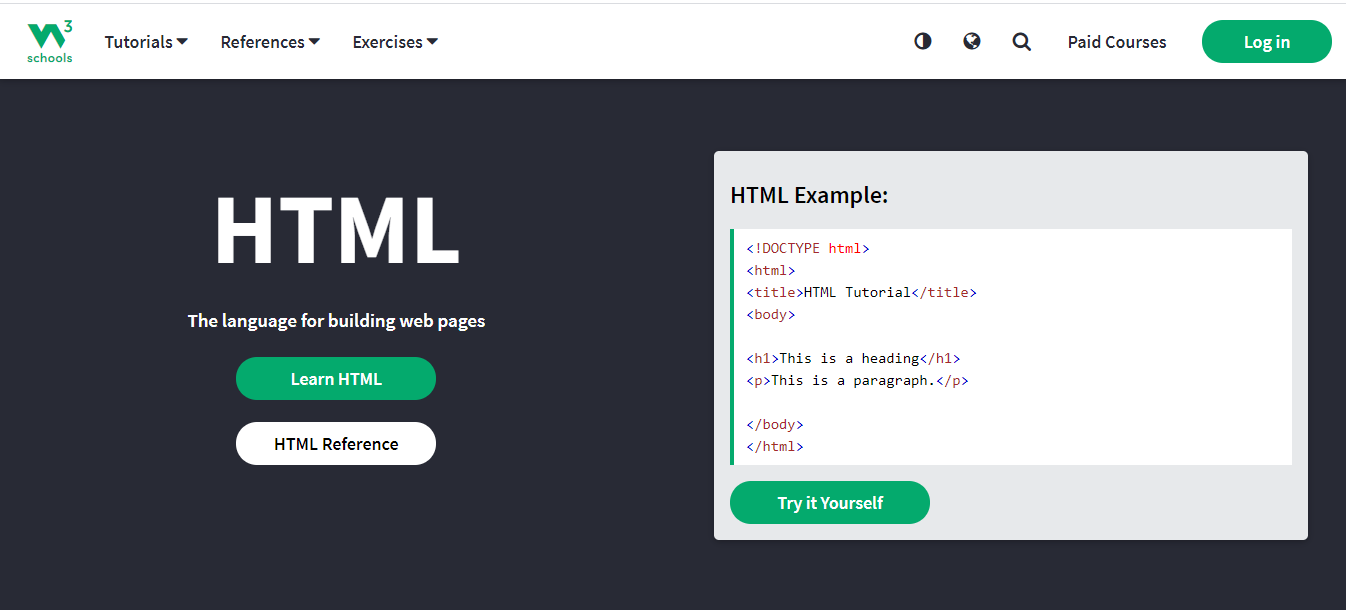 3
schools
Tutorials References Exercises Paid Courses Log in
HTML
The language for building web pages
Learn HTML
HTML Reference
HTML Example:
<!DOCTYPE html>
<html>
<title>HTML Tutorial</title>
<body>
<h1>This is a heading</h1>
<p>This is a paragraph.</p>
</body>
</html>
Try it Yourself